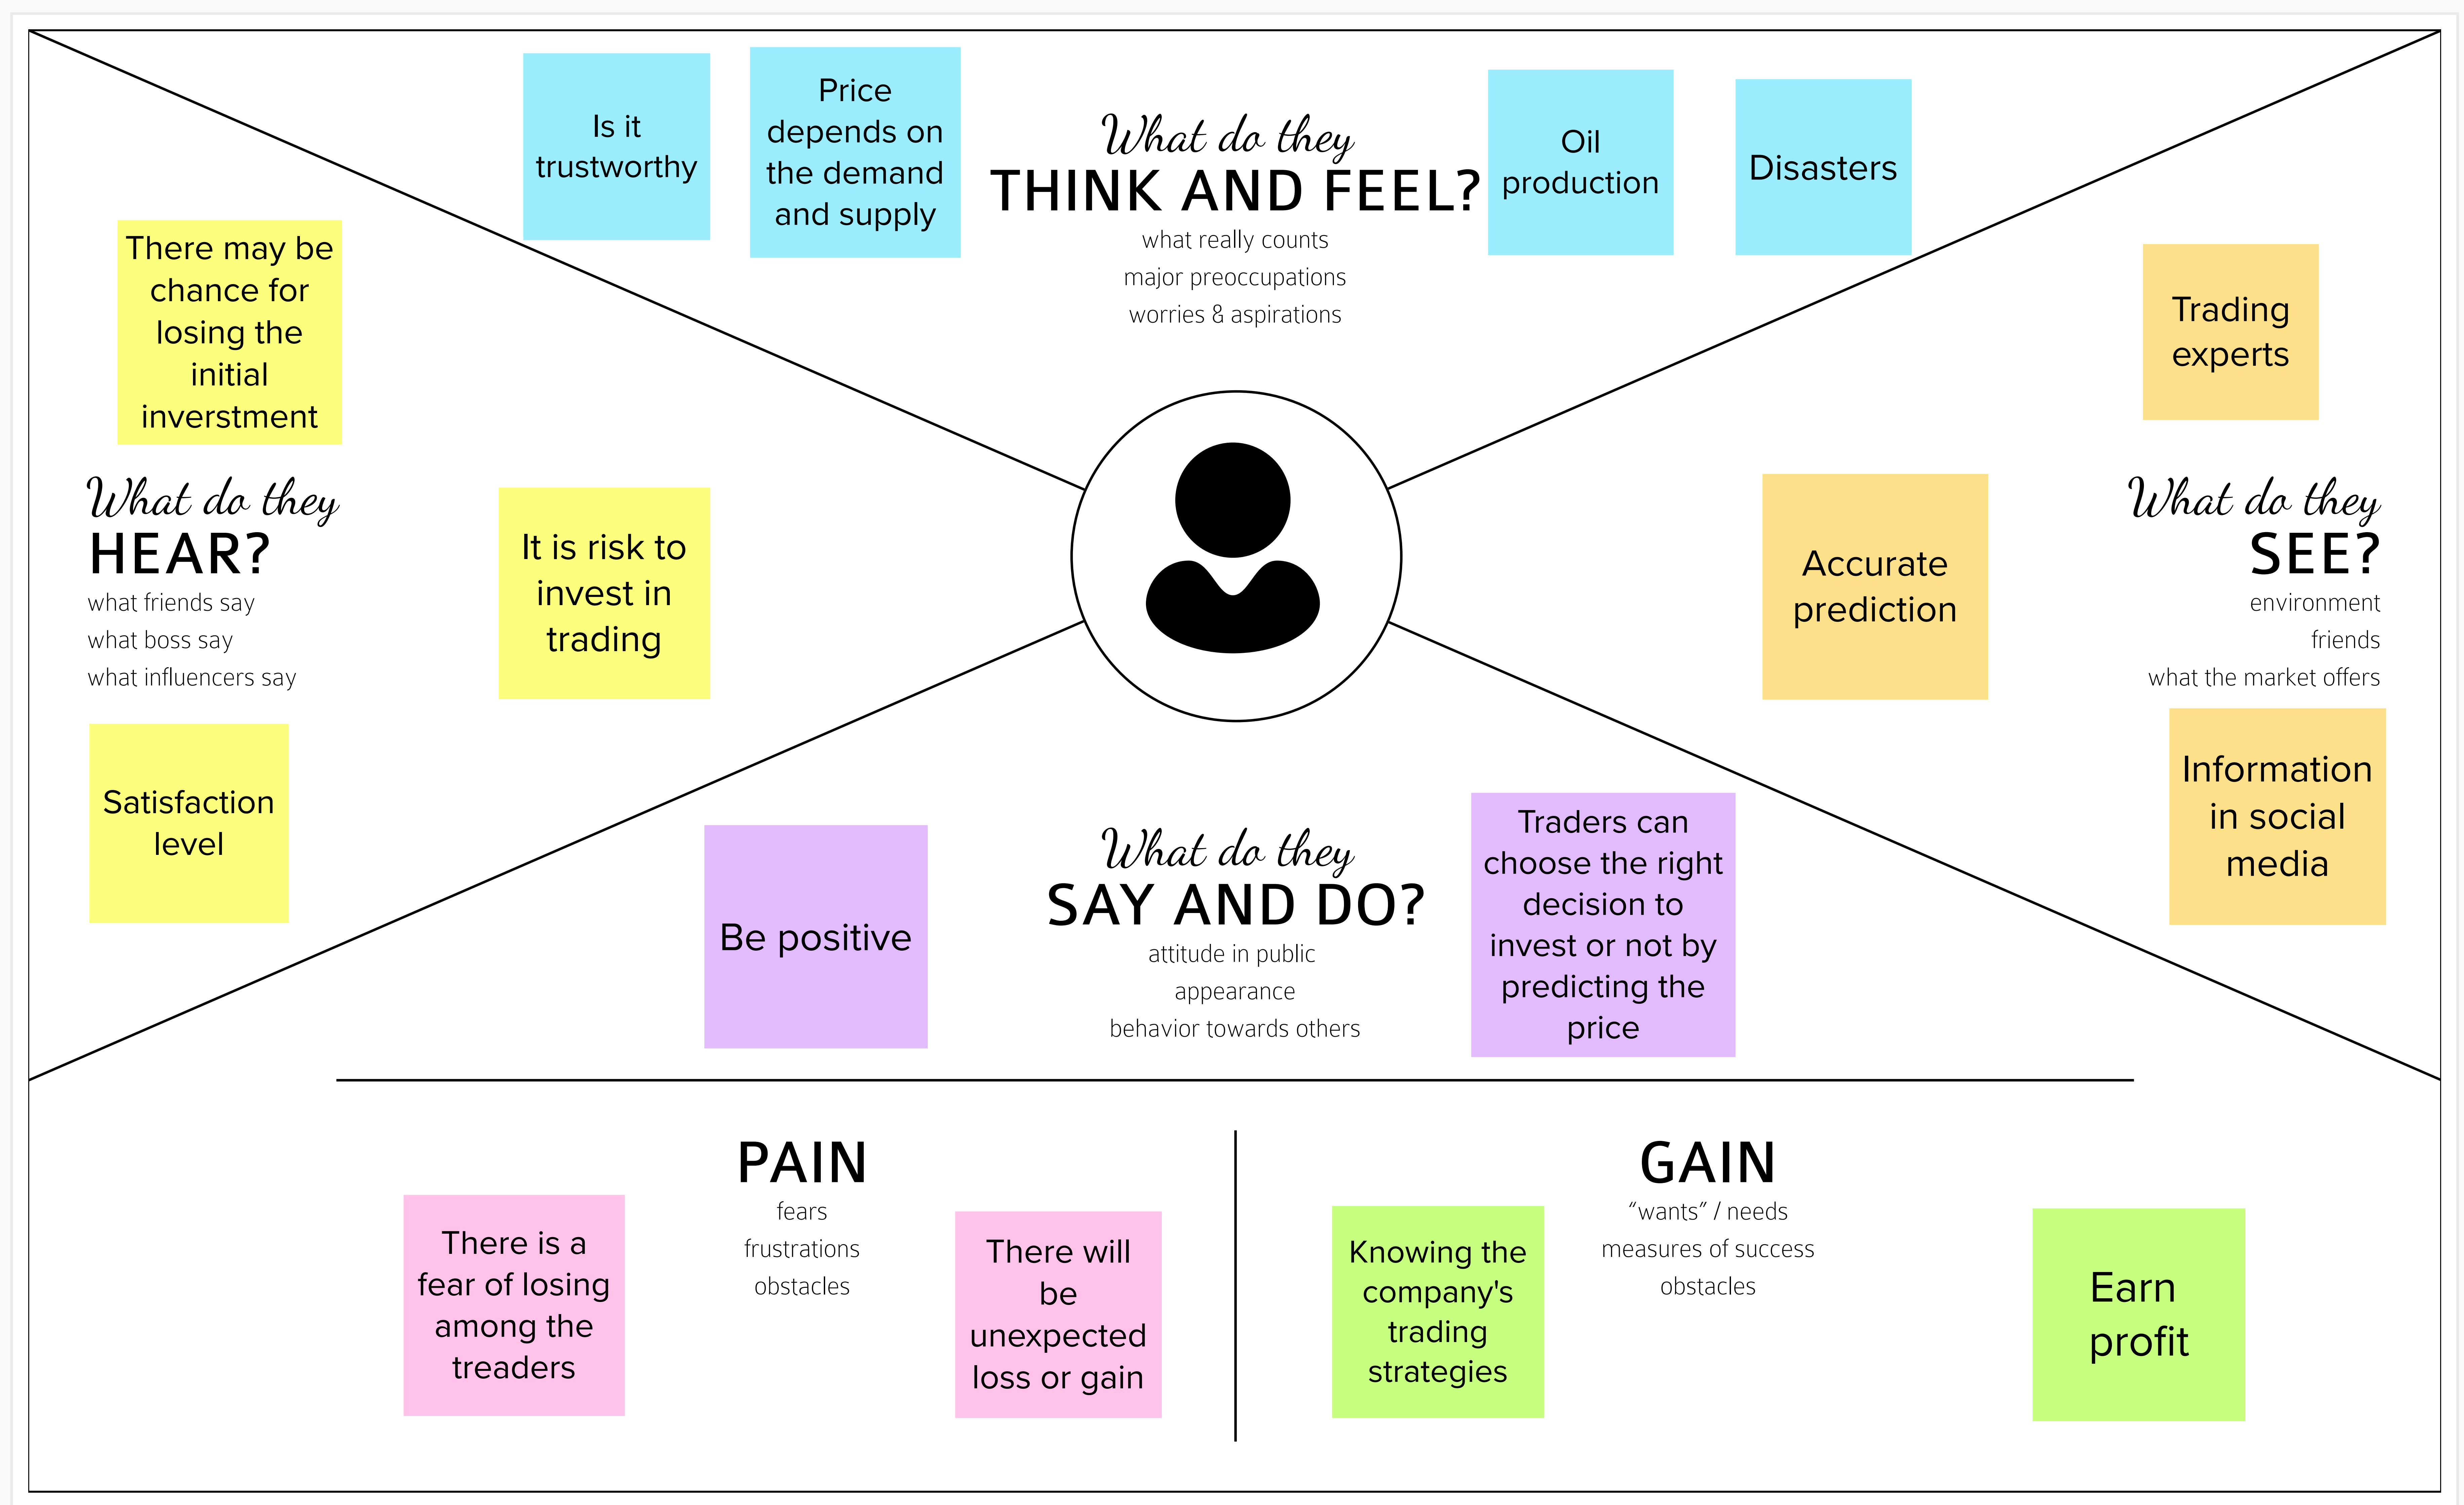 Is it
trustworthy
Price
depends on
the demand
and supply
What do they
THINK AND FEEL?
what really counts
major preoccupations
worries & aspirations
Oil
production
Disasters
There may be
chance for
losing the
initial
inverstment
What do they
HEAR?
what friends say
what boss say
what influencers say
It is risk to
invest in
trading
Satisfaction
level
Trading
experts
Accurate
prediction
What do they
SEE?
environment
friends
what the market offers
Information
in social
media
Be positive
What do they
SAY AND DO?
attitude in public
appearance
behavior towards others
Traders can
choose the right
decision to
invest or not by
predicting the
price
PAIN
fears
frustrations
obstacles
There is a
fear of losing
among the
treaders
There will
be
unexpected
loss or gain
GAIN
“wants” / needs
measures of success
obstacles
Knowing the
company's
trading
strategies
Earn
profit